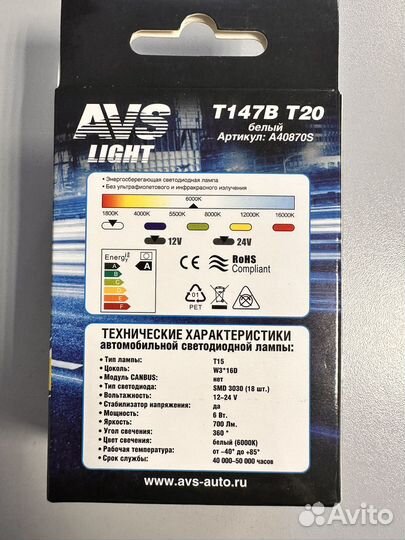 AVS
LIGHT
T147B T20
белый
Артикул: A40870S
• Энергосберегающая светодиодная лампа
• Без ультрафиолетового и инфракрасного излучения
6000K
1800K 4000K 5500K 8000K 12000K 16000K
12V 24V
Energy
A A
B
C
D
E
F
CE
RoHS
Compliant
01
PET
ТЕХНИЧЕСКИЕ ХАРАКТЕРИСТИКИ
автомобильной светодиодной лампы:
• Тип лампы: T15
• Цоколь: W3*16D
• Модуль CANBUS: нет
• Тип светодиода: SMD 3030 (18 шт.)
• Вольтажность: 12-24 V
• Стабилизатор напряжения: да
• Мощность: 6 Вт.
• Яркость: 700 Лм.
• Угол свечения: 360 °
• Цвет свечения: белый (6000K)
• Рабочая температура: от -40° до +85°
• Срок службы: 40 000-50 000 часов
www.avs-auto.ru
Avito